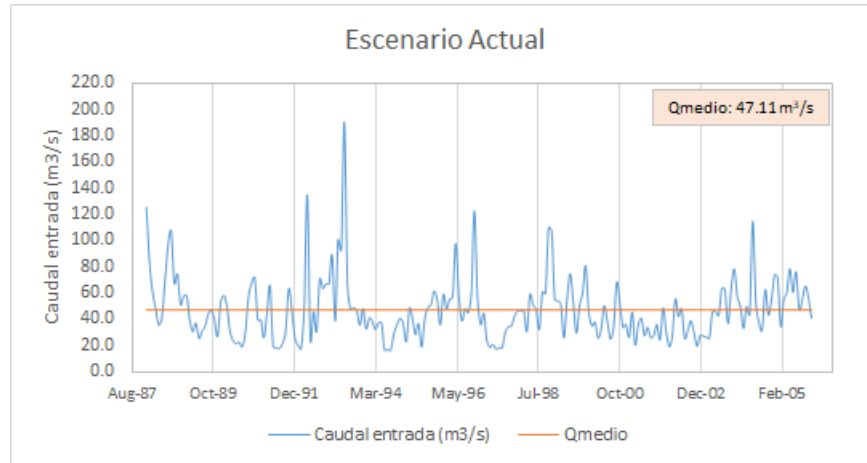 Escenario Actual
220.0
200.0
180.0
160.0
140.0
120.0
100.0
80.0
60.0
40.0
20.0
0.0
Caudal entrada (m3/s)
Qmedio: 47.11 m³/s
Aug-87 Oct-89 Dec-91 Mar-94 May-96 Jul-98 Oct-00 Dec-02 Feb-05
Caudal entrada (m3/s) Qmedio